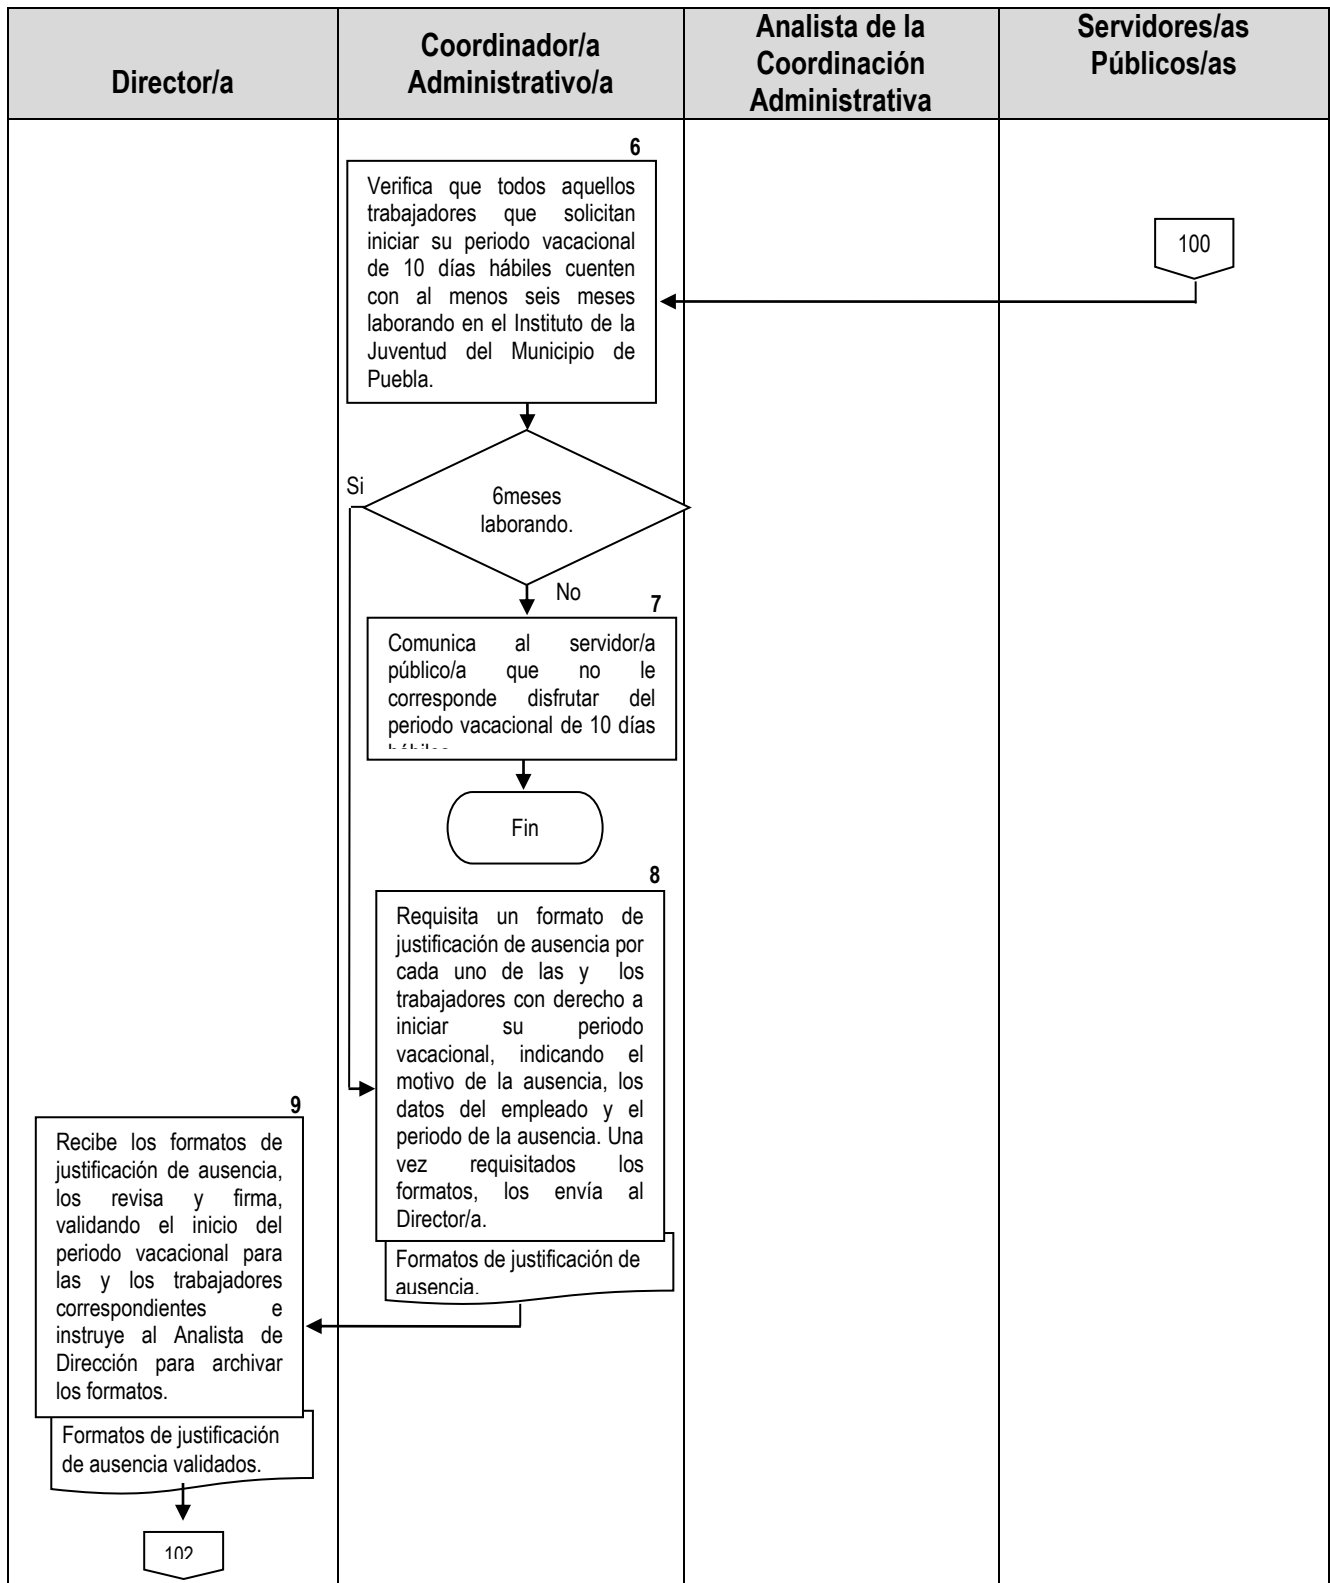 Director/a
Coordinador/a
Administrativo/a
Analista de la
Coordinación
Administrativa
Servidores/as
Públicos/as
6
Verifica que todos aquellos
trabajadores que solicitan
iniciar su periodo vacacional
de 10 días hábiles cuenten
con al menos seis meses
laborando en el Instituto de la
Juventud del Municipio de
Puebla.
100
Si
6meses
laborando.
No
7
Comunica al servidor/a
público/a que no le
corresponde disfrutar del
periodo vacacional de 10 días
Fin
8
Requisita un formato de
justificación de ausencia por
cada uno de las y los
trabajadores con derecho a
iniciar su periodo
vacacional, indicando el
motivo de la ausencia, los
datos del empleado y el
periodo de la ausencia. Una
vez requisitados los
formatos, los envía al
Director/a.
Formatos de justificación de
ausencia.
9
Recibe los formatos de
justificación de ausencia,
los revisa y firma,
validando el inicio del
periodo vacacional para
las y los trabajadores
correspondientes e
instruye al Analista de
Dirección para archivar
los formatos.
Formatos de justificación
de ausencia validados.
102